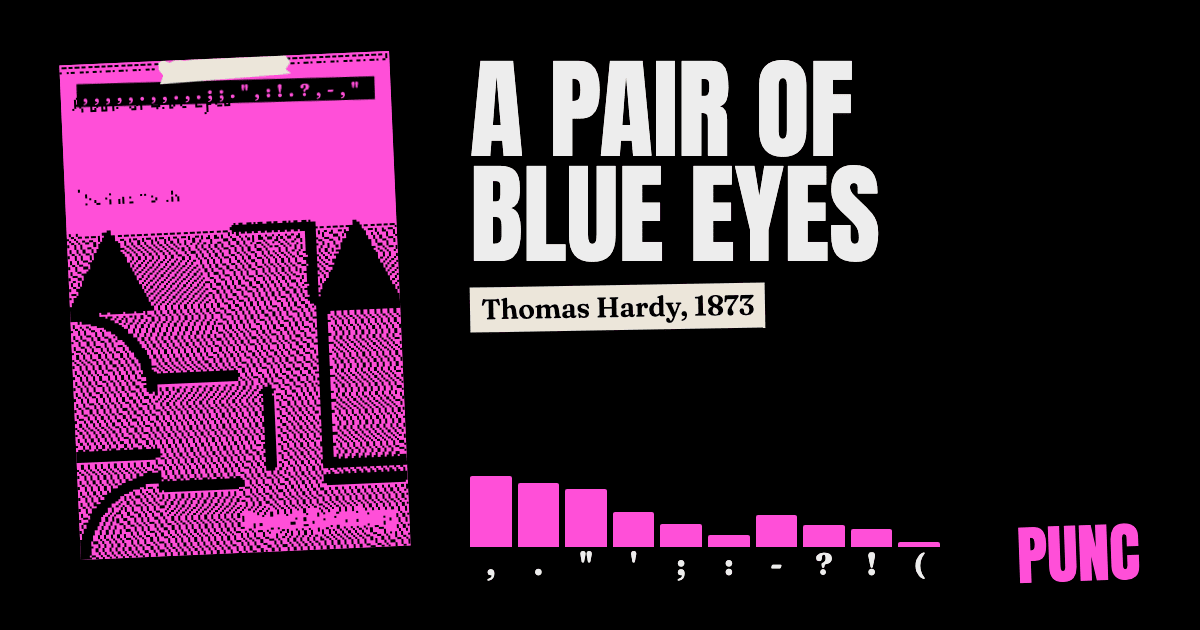 ,,,,,,.,.,.;;.",:!.?,-,"
A PAIR OF
BLUE EYES
Thomas Hardy, 1873
, . " ' ; : - ? ! (
PUNC